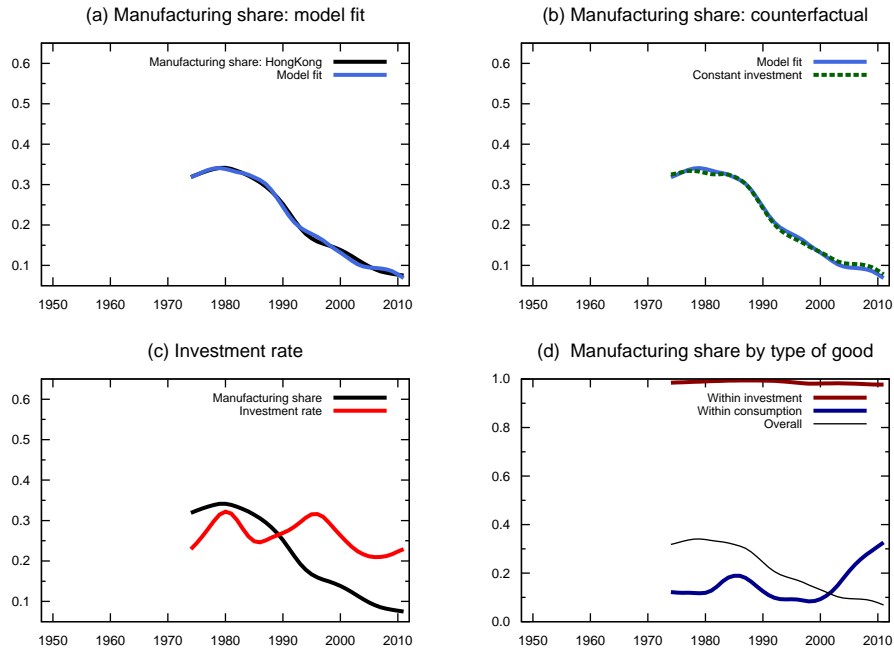 (a) Manufacturing share: model fit
0.6
0.5
0.4
0.3
0.2
0.1
1950 1960 1970 1980 1990 2000 2010
Manufacturing share: HongKong
Model fit
(b) Manufacturing share: counterfactual
0.6
0.5
0.4
0.3
0.2
0.1
1950 1960 1970 1980 1990 2000 2010
Model fit
Constant investment
(c) Investment rate
0.6
0.5
0.4
0.3
0.2
0.1
1950 1960 1970 1980 1990 2000 2010
Manufacturing share
Investment rate
(d) Manufacturing share by type of good
1.0
0.8
0.6
0.4
0.2
0.0
1950 1960 1970 1980 1990 2000 2010
Within investment
Within consumption
Overall